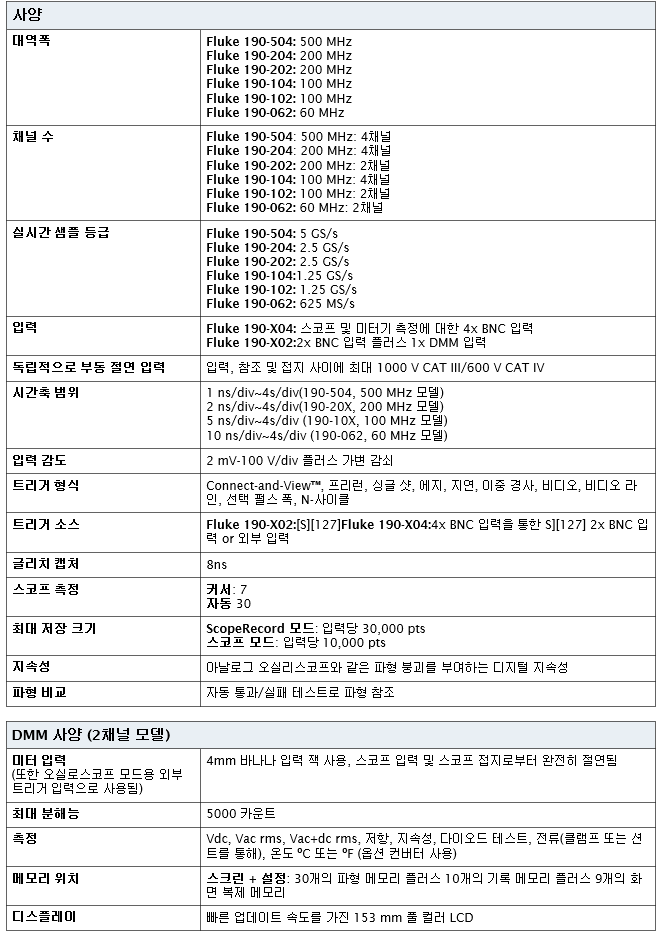 사양
대역폭
Fluke 190-504: 500 MHz
Fluke 190-204: 200 MHz
Fluke 190-202: 200 MHz
Fluke 190-104: 100 MHz
Fluke 190-102: 100 MHz
Fluke 190-062: 60 MHz
채널 수
Fluke 190-504: 500 MHz: 4채널
Fluke 190-204: 200 MHz: 4채널
Fluke 190-202: 200 MHz: 2채널
Fluke 190-104: 100 MHz: 4채널
Fluke 190-102: 100 MHz: 2채널
Fluke 190-062: 60 MHz: 2채널
실시간 샘플 등급
Fluke 190-504: 5 GS/s
Fluke 190-204: 2.5 GS/s
Fluke 190-202: 2.5 GS/s
Fluke 190-104:1.25 GS/s
Fluke 190-102: 1.25 GS/s
Fluke 190-062: 625 MS/s
입력
Fluke 190-X04: 스코프 및 미터기 측정에 대한 4x BNC 입력
Fluke 190-X02:2x BNC 입력 플러스 1x DMM 입력
독립적으로 부동 절연 입력
입력, 참조 및 접지 사이에 최대 1000 V CAT III/600 V CAT IV
시간축 범위
1 ns/div~4s/div(190-504, 500 MHz 모델)
2 ns/div~4s/div(190-20X, 200 MHz 모델)
5 ns/div~4s/div (190-10X, 100 MHz 모델)
10 ns/div~4s/div (190-062, 60 MHz 모델)
입력 감도
2 mV-100 V/div 플러스 가변 감쇠
트리거 형식
Connect-and-View™, 프리런, 싱글 샷, 에지, 지연, 이중 경사, 비디오, 비디오 라
인, 선택 펄스 폭, N-사이클
트리거 소스
Fluke 190-X02:[S][127]Fluke 190-X04:4x BNC 입력을 통한 S][127] 2x BNC 입
력 or 외부 입력
글리치 캡처
8ns
스코프 측정
커서: 7
자동 30
최대 저장 크기
ScopeRecord 모드: 입력당 30,000 pts
스코프 모드: 입력당 10,000 pts
지속성
아날로그 오실리스코프와 같은 파형 붕괴를 부여하는 디지털 지속성
파형 비교
자동 통과/실패 테스트로 파형 참조
DMM 사양 (2채널 모델)
미터 입력
(또한 오실로스코프 모드용 외부
트리거 입력으로 사용됨)
4mm 바나나 입력 잭 사용, 스코프 입력 및 스코프 접지로부터 완전히 절연됨
최대 분해능
5000 카운트
측정
Vdc, Vac rms, Vac+dc rms, 저항, 지속성, 다이오드 테스트, 전류(클램프 또는 션
트를 통해), 온도 ºC 또는 ºF (옵션 컨버터 사용)
메모리 위치
스크린 + 설정: 30개의 파형 메모리 플러스 10개의 기록 메모리 플러스 9개의 화
면 복제 메모리
디스플레이
빠른 업데이트 속도를 가진 153 mm 풀 컬러 LCD